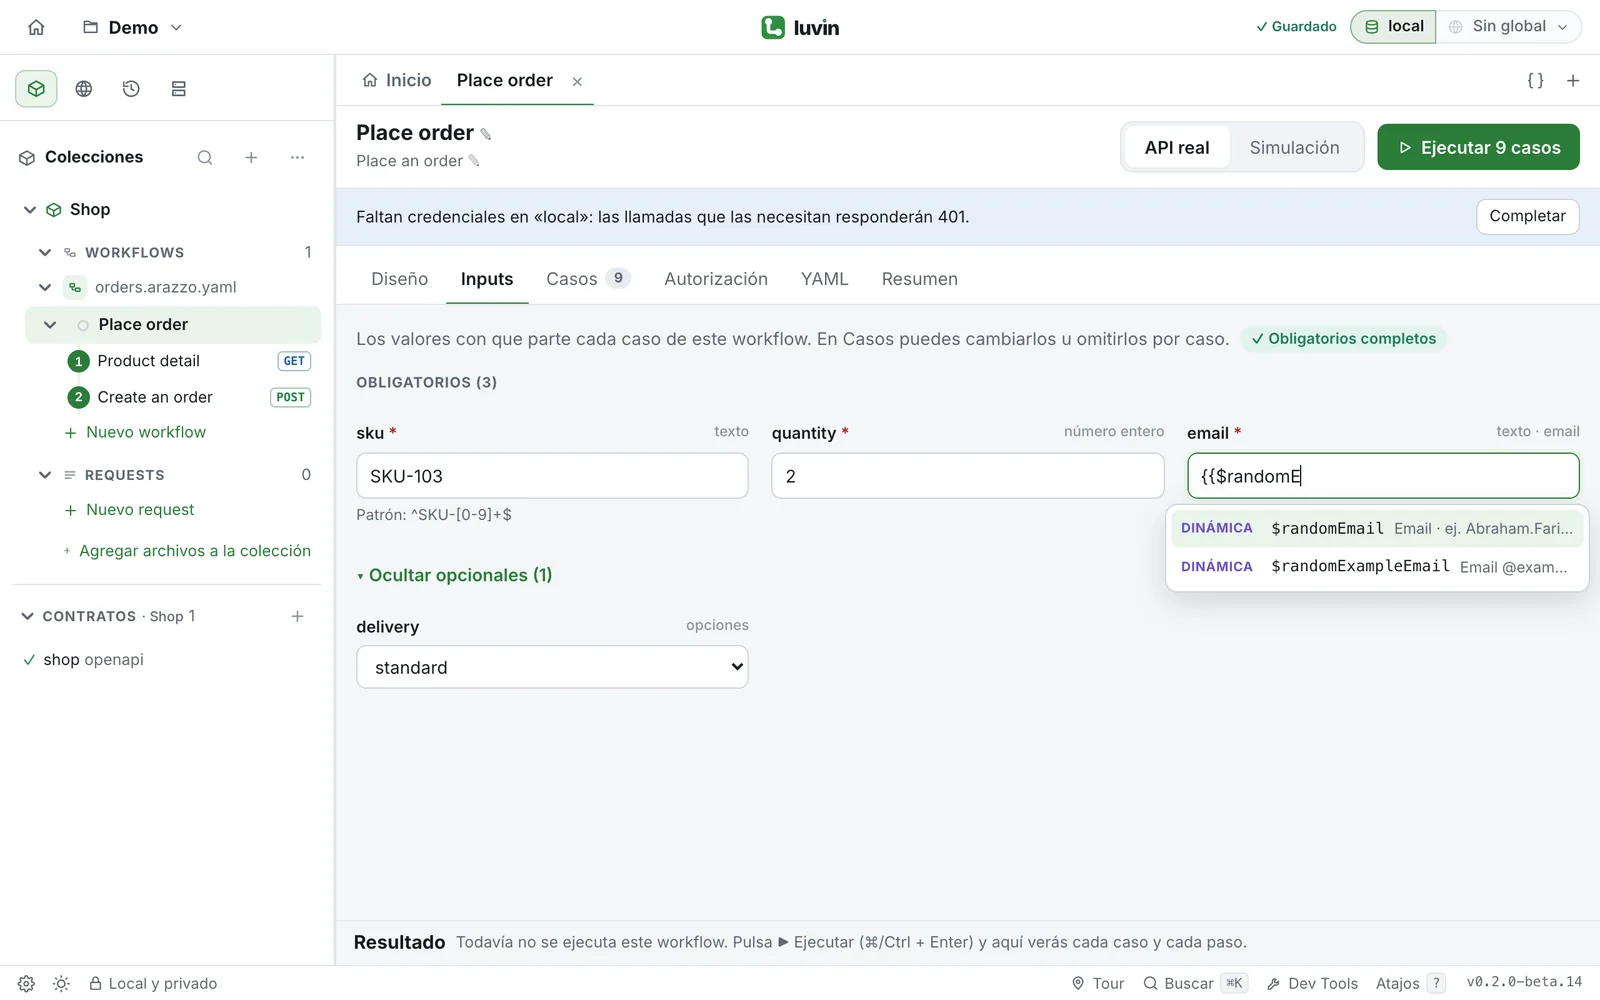 Demo
luvin
Guardado
local
Sin global
Inicio
Place order
{ }
Colecciones
Shop
WORKFLOWS 1
orders.arazzo.yaml
Place order
1 Product detail GET
2 Create an order POST
+ Nuevo workflow
REQUESTS 0
+ Nuevo request
+ Agregar archivos a la colección
CONTRATOS · Shop 1
shop openapi
Place order
Place an order
API real
Simulación
Ejecutar 9 casos
Faltan credenciales en «local»: las llamadas que las necesitan responderán 401.
Completar
Diseño
Inputs
Casos 9
Autorización
YAML
Resumen
Los valores con que parte cada caso de este workflow. En Casos puedes cambiarlos u omitirlos por caso.
Obligatorios completos
OBLIGATORIOS (3)
sku * texto
SKU-103
Patrón: ^SKU-[0-9]+$
quantity * número entero
2
email * texto · email
{{$randomE
DINÁMICA $randomEmail Email · ej. Abraham.Fari...
DINÁMICA $randomExampleEmail Email @exam...
Ocultar opcionales (1)
delivery opciones
standard
Resultado Todavía no se ejecuta este workflow. Pulsa ▶ Ejecutar (⌘/Ctrl + Enter) y aquí verás cada caso y cada paso.
Local y privado
Tour
Buscar ⌘K
Dev Tools
Atajos ?
v0.2.0-beta.14